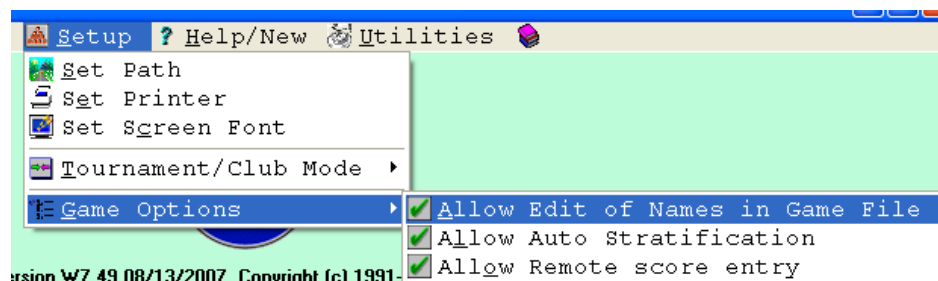 Setup ? Help/New Utilities
Set Path
Set Printer
Set Screen Font
Tournament/Club Mode
Game Options
Allow Edit of Names in Game File
Allow Auto Stratification
Allow Remote score entry
ersion W7.49 08/13/2007 Copyright (c) 1991-